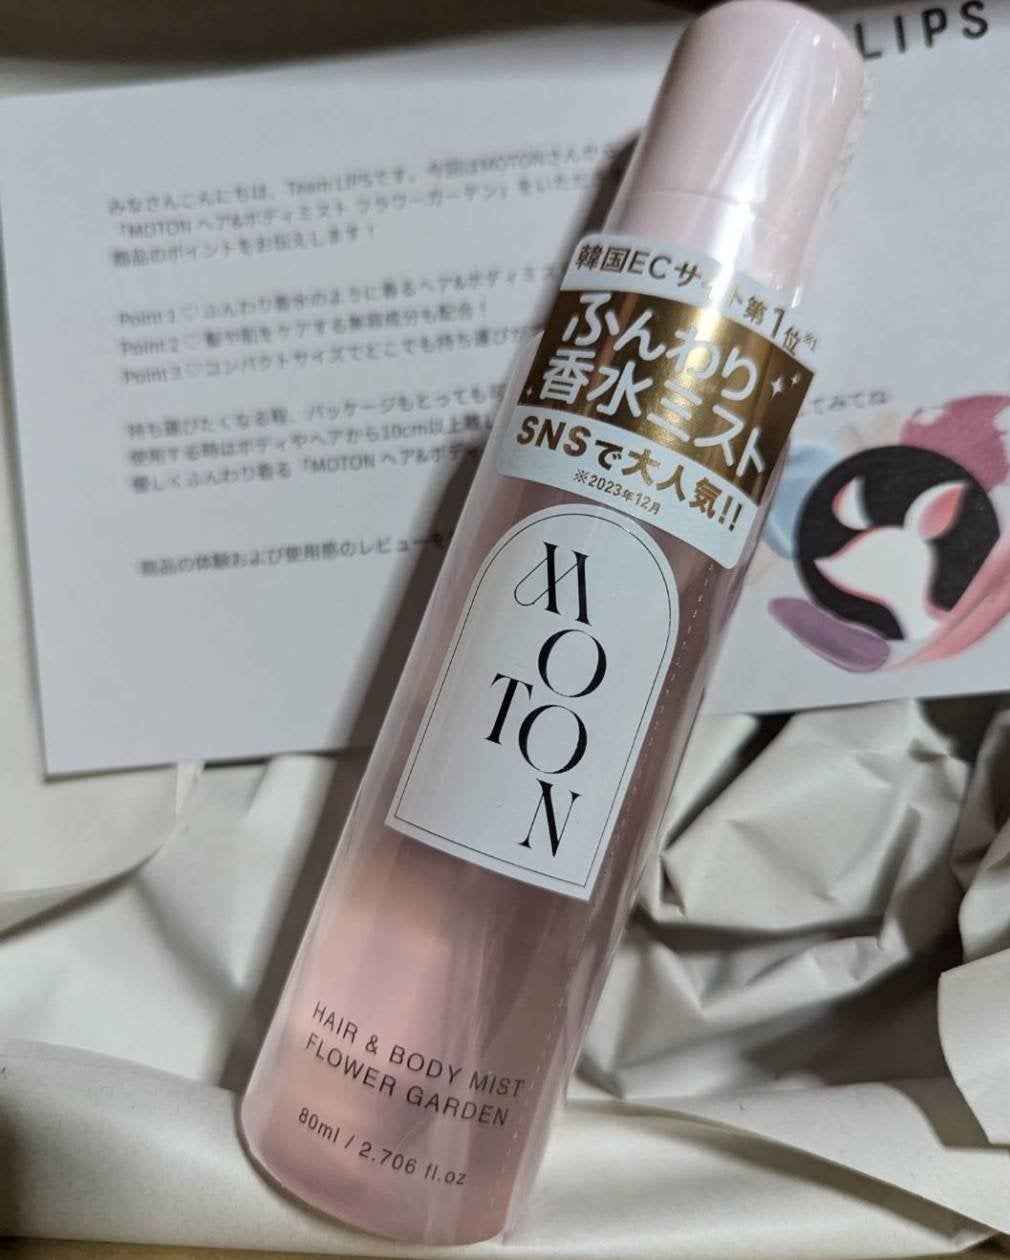 LIPS
みなさんこんにちは、Team LIPSです。今回はMOTONさんから
「MOTON ヘア&ボディミスト フラワーガーデン」をいただ
商品のポイントをお伝えします！
Point 1♡ふんわり香水のように香るヘア&ボディミス
Point 2♡髪や肌をケアする美容成分も配合！
Point 3♡コンパクトサイズでどこでも持ち運びが
持ち運びたくなる程、パッケージもとっても
使用する時はボディやヘアから10cm以上離し
してみてね
優しくふんわり香る「MOTON ヘア&ボディ
商品の体験および使用感のレビューを
韓国ECサイト第1位※1
ふんわり
香水ミスト
SNSで大人気!!
※2023年12月
MOTON
HAIR & BODY MIST
FLOWER GARDEN
80ml / 2.706 fl.oz